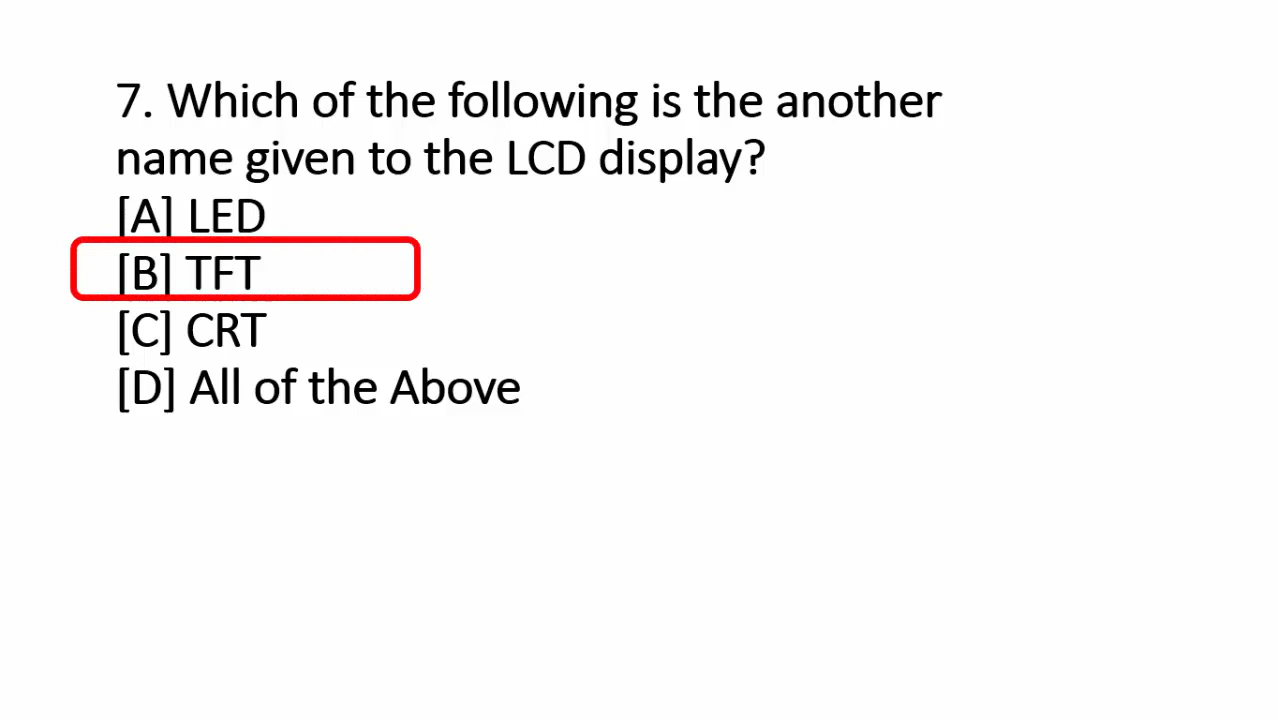 7. Which of the following is the another
name given to the LCD display?
[A] LED
[B] TFT
[C] CRT
[D] All of the Above